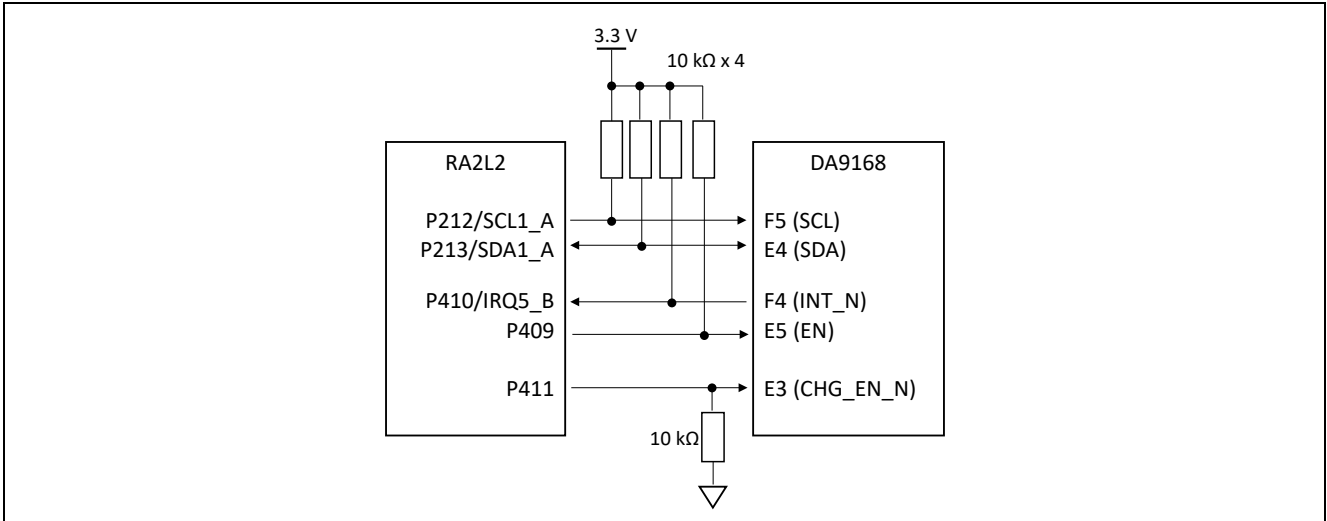 3.3 V
10 kΩ x 4
RA2L2
DA9168
P212/SCL1_A
F5 (SCL)
P213/SDA1_A
E4 (SDA)
P410/IRQ5_B
F4 (INT_N)
P409
E5 (EN)
P411
E3 (CHG_EN_N)
10 kΩ